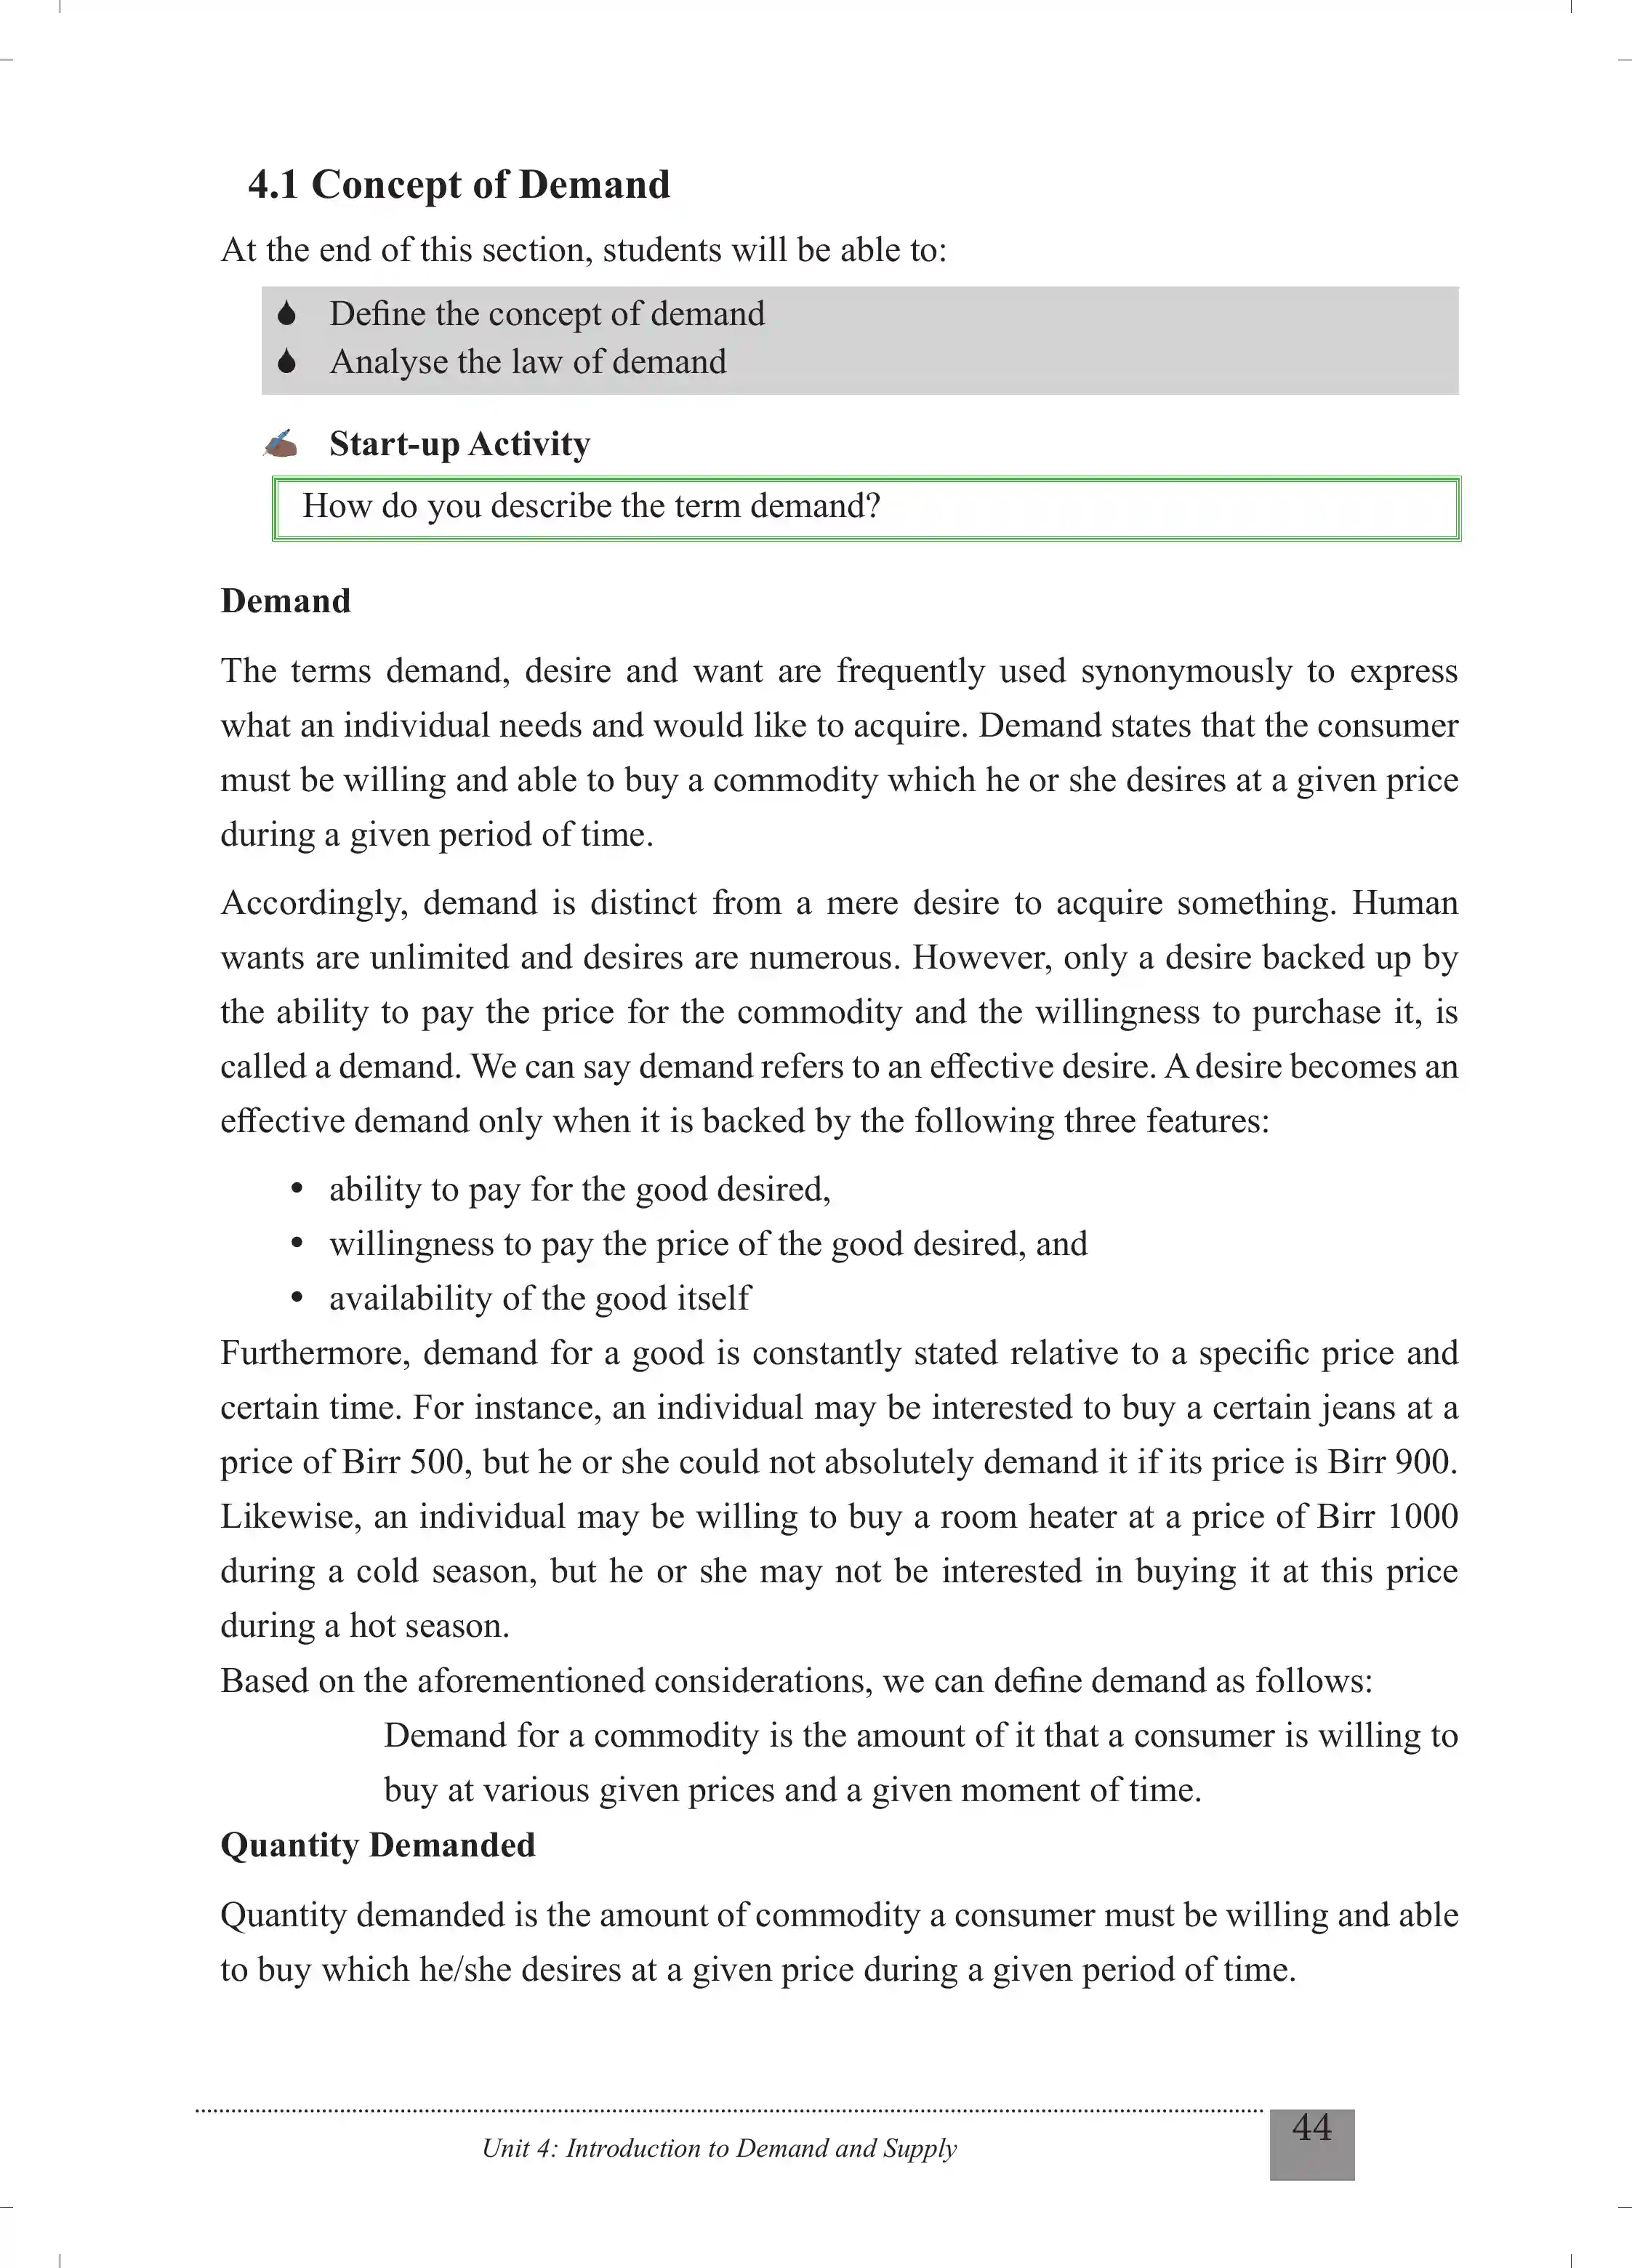 4.1 Concept of Demand
At the end of this section, students will be able to:
Define the concept of demand
Analyse the law of demand
Start-up Activity
How do you describe the term demand?
Demand
The terms demand, desire and want are frequently used synonymously to express
what an individual needs and would like to acquire. Demand states that the consumer
must be willing and able to buy a commodity which he or she desires at a given price
during a given period of time.
Accordingly, demand is distinct from a mere desire to acquire something. Human
wants are unlimited and desires are numerous. However, only a desire backed up by
the ability to pay the price for the commodity and the willingness to purchase it, is
called a demand. We can say demand refers to an effective desire. A desire becomes an
effective demand only when it is backed by the following three features:
• ability to pay for the good desired,
• willingness to pay the price of the good desired, and
• availability of the good itself
Furthermore, demand for a good is constantly stated relative to a specific price and
certain time. For instance, an individual may be interested to buy a certain jeans at a
price of Birr 500, but he or she could not absolutely demand it if its price is Birr 900.
Likewise, an individual may be willing to buy a room heater at a price of Birr 1000
during a cold season, but he or she may not be interested in buying it at this price
during a hot season.
Based on the aforementioned considerations, we can define demand as follows:
Demand for a commodity is the amount of it that a consumer is willing to
buy at various given prices and a given moment of time.
Quantity Demanded
Quantity demanded is the amount of commodity a consumer must be willing and able
to buy which he/she desires at a given price during a given period of time.
Unit 4: Introduction to Demand and Supply
44